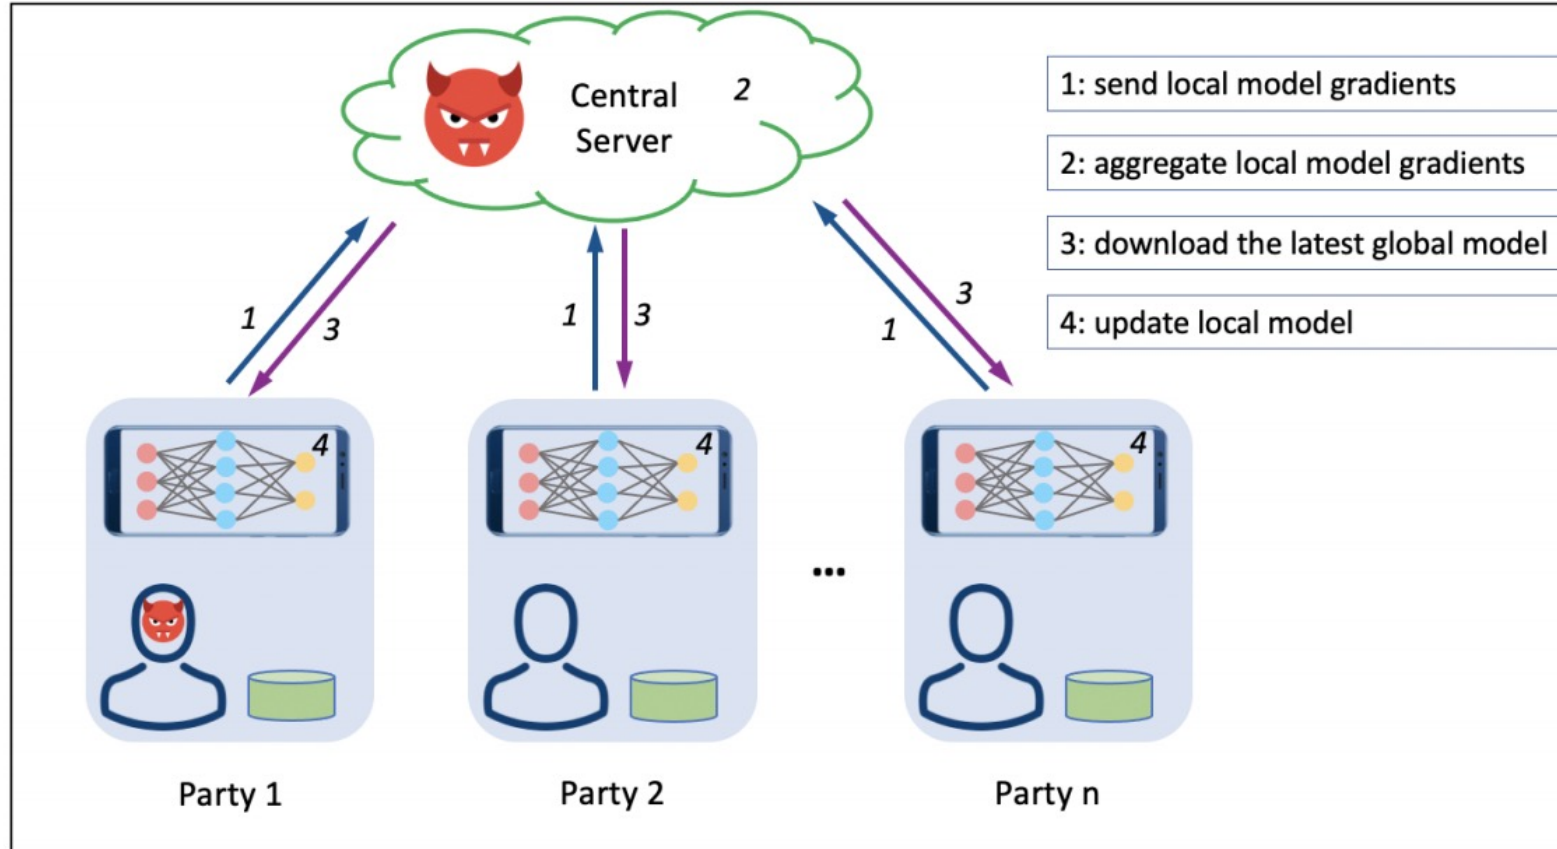 Central
Server
2
1: send local model gradients
2: aggregate local model gradients
3: download the latest global model
4: update local model
1
3
1
3
1
3
4
4
4
...
Party 1
Party 2
Party n